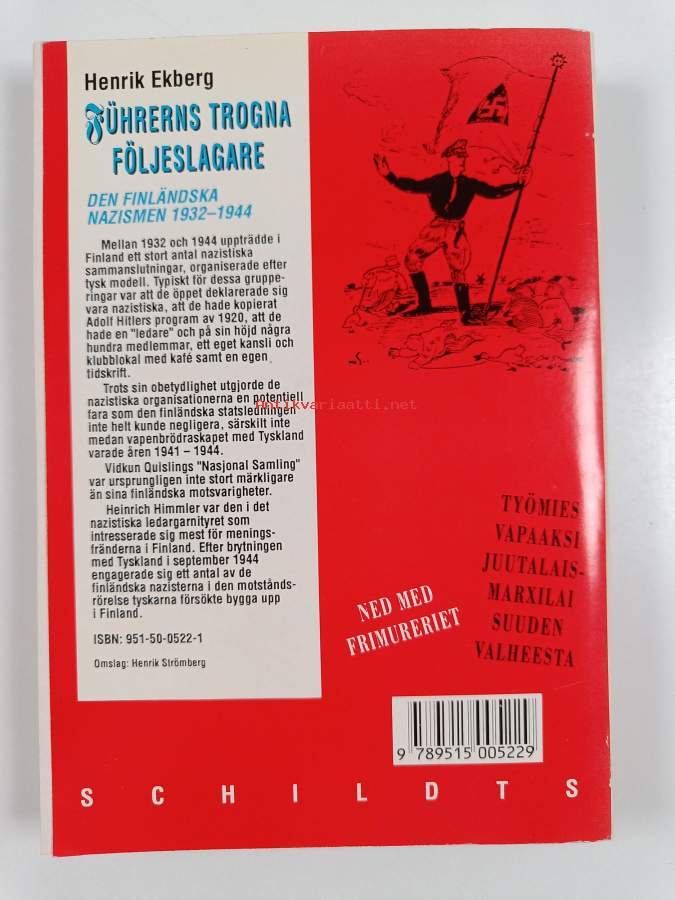 Henrik Ekberg
FÜHRERNS TROGNA
FÖLJESLAGARE
DEN FINLÄNDSKA
NAZISMEN 1932–1944
Mellan 1932 och 1944 uppträdde i
Finland ett stort antal nazistiska
sammanslutningar, organiserade efter
tysk modell. Typiskt för dessa gruppe-
ringar var att de öppet deklarerade sig
vara nazistiska, att de hade kopierat
Adolf Hitlers program av 1920, att de
hade en "ledare" och på sin höjd några
hundra medlemmar, ett eget kansli och
klubblokal med kafé samt en egen
tidskrift.
Trots sin obetydlighet utgjorde de
nazistiska organisationerna en potentiell
fara som den finländska statsledningen
inte helt kunde negligera, särskilt inte
medan vapenbrödraskapet med Tyskland
varade åren 1941 – 1944.
Vidkun Quislings "Nasjonal Samling"
var ursprungligen inte stort märkligare
än sina finländska motsvarigheter.
Heinrich Himmler var den i det
nazistiska ledargarnityret som
intresserade sig mest för menings-
fränderna i Finland. Efter brytningen
med Tyskland i september 1944
engagerade sig ett antal av de
finländska nazisterna i den motstånds-
rörelse tyskarna försökte bygga upp
i Finland.
ISBN: 951-50-0522-1
Omslag: Henrik Strömberg
Antikvariaatti.net
TYÖMIES
VAPAAKSI
JUUTALAIS-
MARXILAI
SUUDEN
VALHEESTA
NED MED
FRIMURERIET
9 789515 005229
SCHILDTS